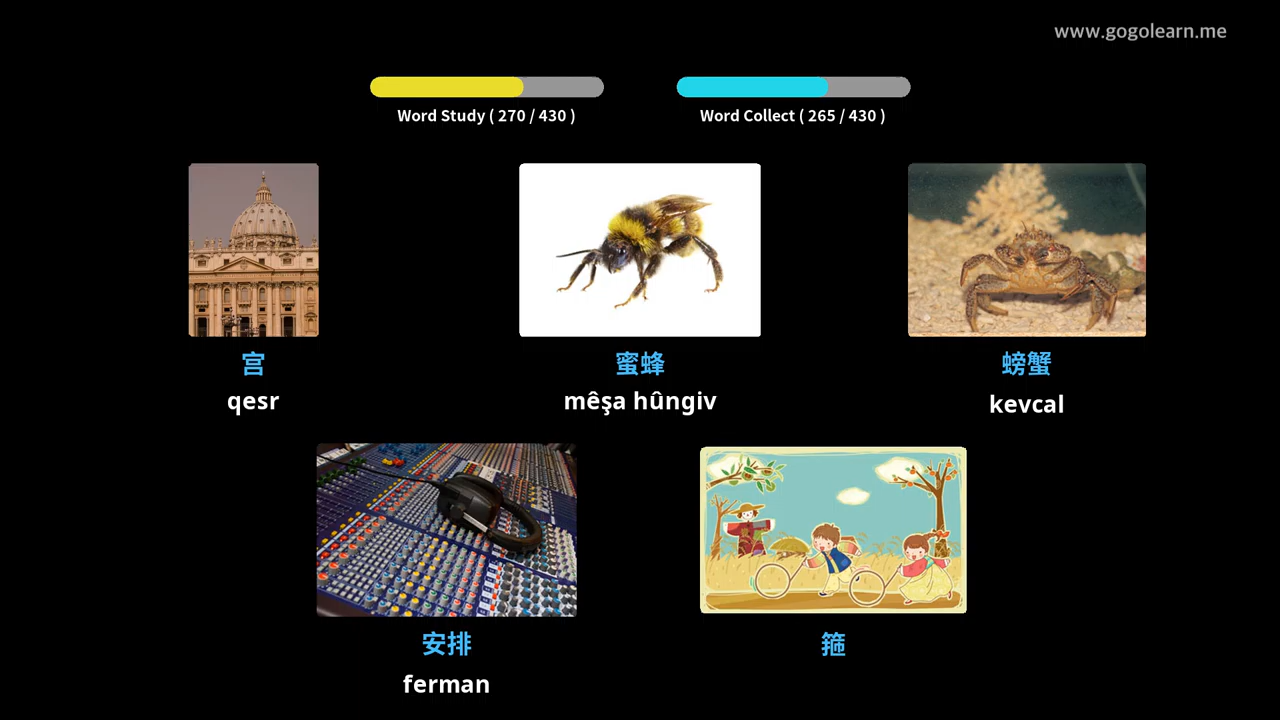 www.gogolearn.me
Word Study ( 270 / 430 )
Word Collect ( 265 / 430 )
宫
qesr
蜜蜂
mêşa hûngiv
螃蟹
kevcal
安排
ferman
箍